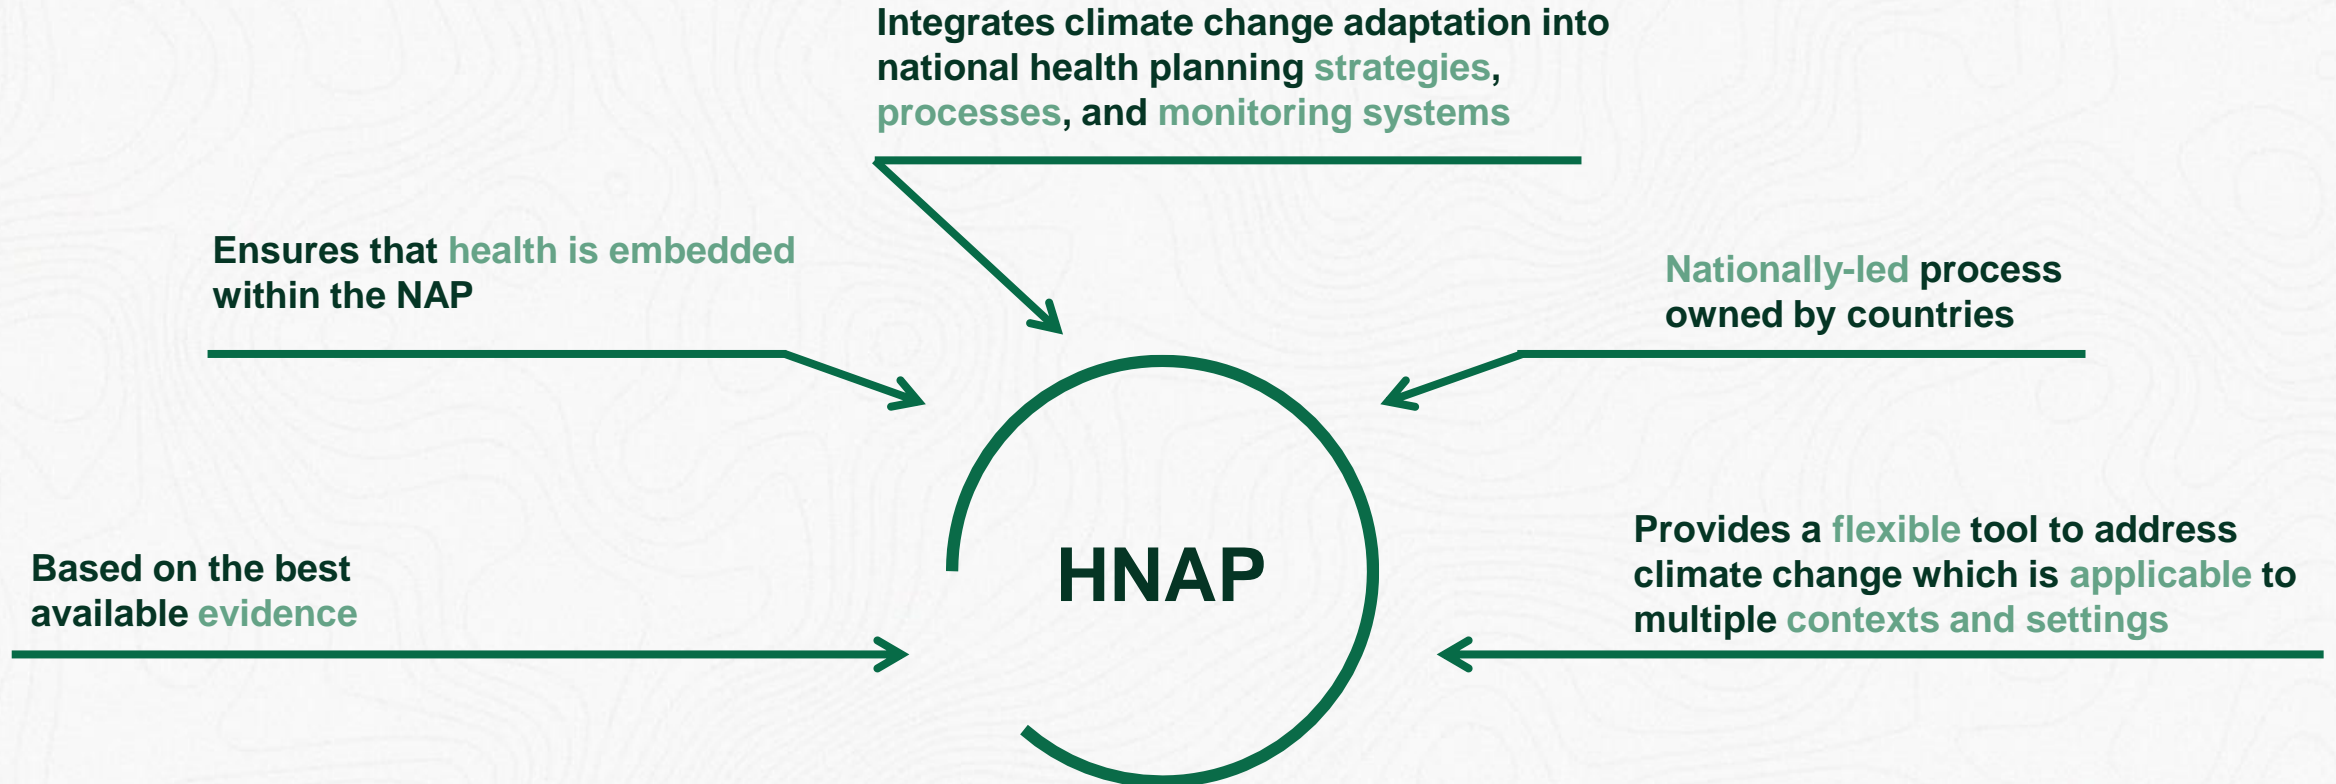 Integrates climate change adaptation into
national health planning strategies,
processes, and monitoring systems
Ensures that health is embedded
within the NAP
Nationally-led process
owned by countries
Based on the best
available evidence
HNAP
Provides a flexible tool to address
climate change which is applicable to
multiple contexts and settings